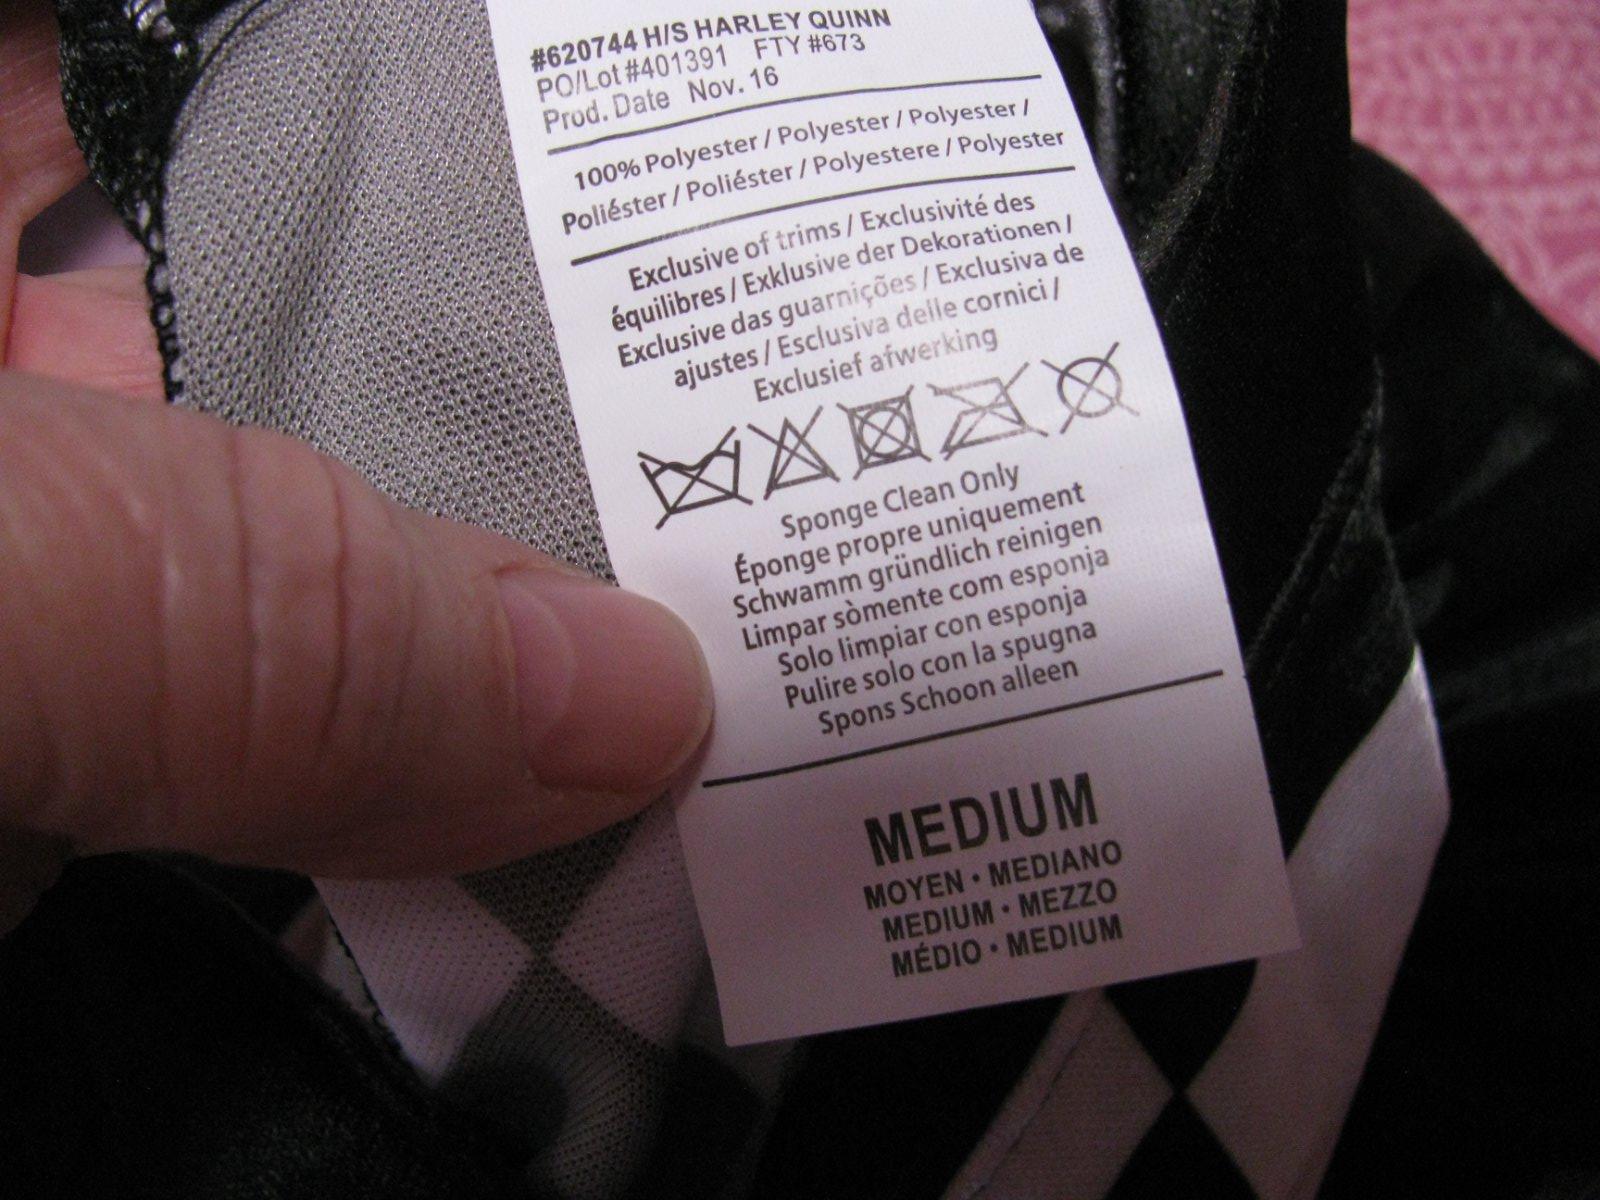 #620744 H/S HARLEY QUINN
PO/Lot #401391 FTY #673
Prod. Date Nov. 16
100% Polyester / Polyester / Polyester /
Poliéster / Poliéster / Polyestere / Polyester
Exclusive of trims / Exclusivité des
équilibres / Exklusive der Dekorationen /
Exclusive das guarnições / Exclusiva de
ajustes / Esclusiva delle cornici /
Exclusief afwerking
Sponge Clean Only
Éponge propre uniquement
Schwamm gründlich reinigen
Limpar sòmente com esponja
Solo limpiar con esponja
Pulire solo con la spugna
Spons Schoon alleen
MEDIUM
MOYEN • MEDIANO
MEDIUM • MEZZO
MÉDIO • MEDIUM